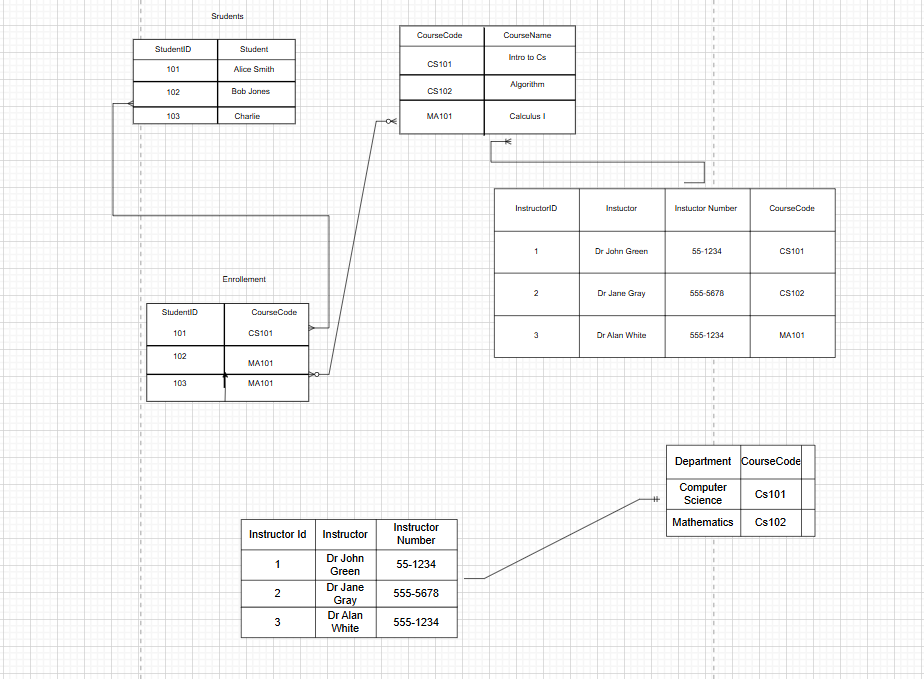 Srudents
StudentID Student
101 Alice Smith
102 Bob Jones
103 Charlie
CourseCode CourseName
CS101 Intro to Cs
CS102 Algorithm
MA101 Calculus I
InstructorID Instuctor Instuctor Number CourseCode
1 Dr John Green 55-1234 CS101
2 Dr Jane Gray 555-5678 CS102
3 Dr Alan White 555-1234 MA101
Enrollement
StudentID CourseCode
101 CS101
102 MA101
103 MA101
Department CourseCode
Computer
Science Cs101
Mathematics Cs102
Instructor Id Instructor Instructor
Number
1 Dr John
Green 55-1234
2 Dr Jane
Gray 555-5678
3 Dr Alan
White 555-1234